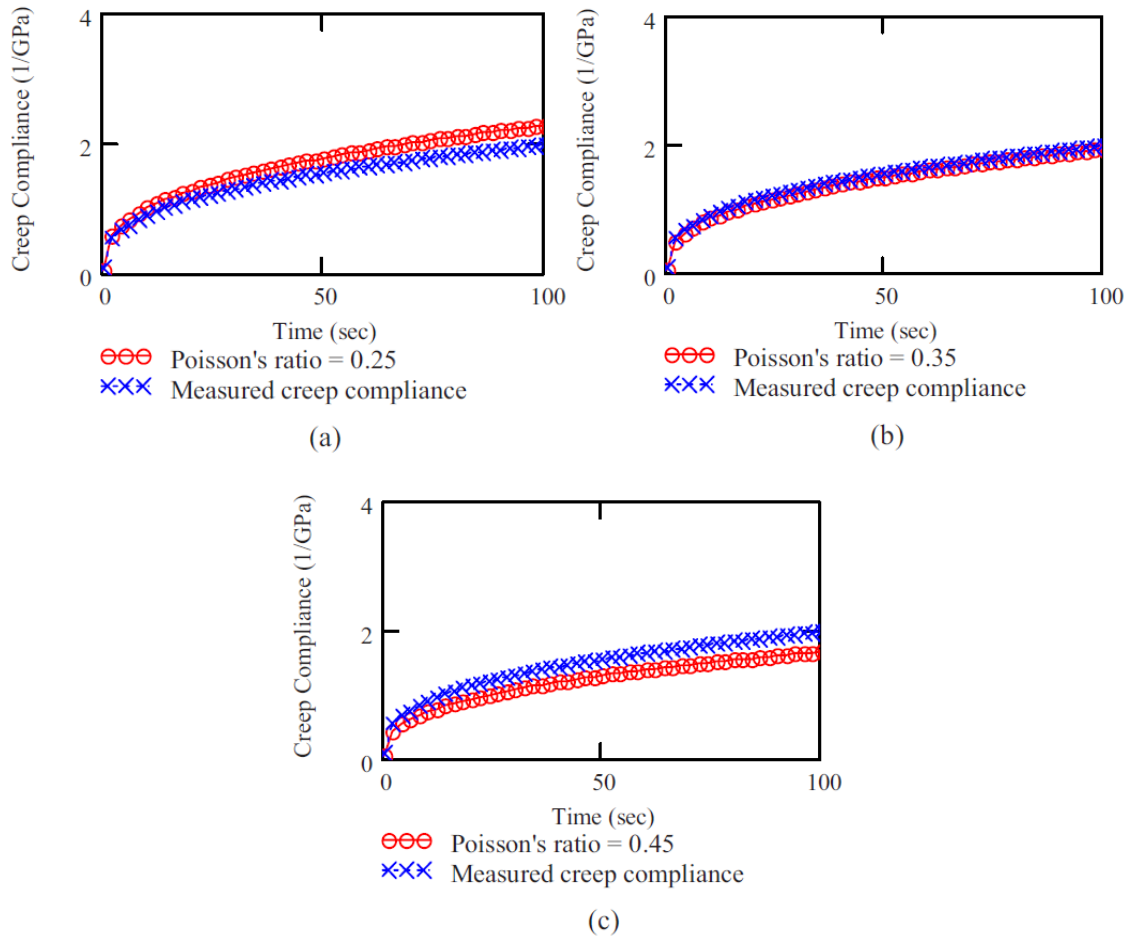 Creep Compliance (1/GPa)
4
2
0
0
50
100
Time (sec)
Poisson's ratio = 0.25
Measured creep compliance
(a)
Creep Compliance (1/GPa)
4
2
0
0
50
100
Time (sec)
Poisson's ratio = 0.35
Measured creep compliance
(b)
Creep Compliance (1/GPa)
4
2
0
0
50
100
Time (sec)
Poisson's ratio = 0.45
Measured creep compliance
(c)